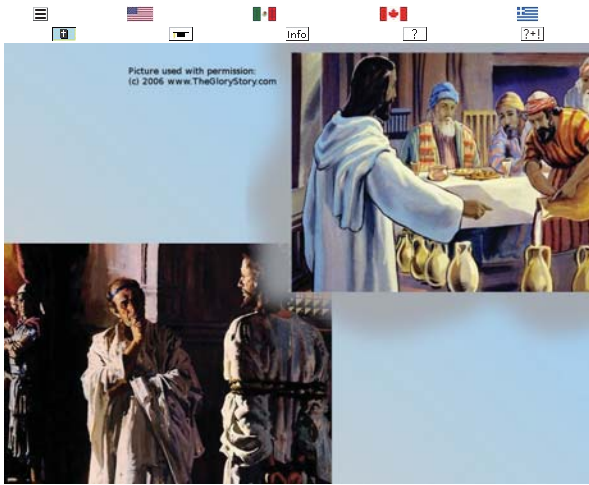 Info
?
?+!
Picture used with permission:
(c) 2006 www.TheGloryStory.com